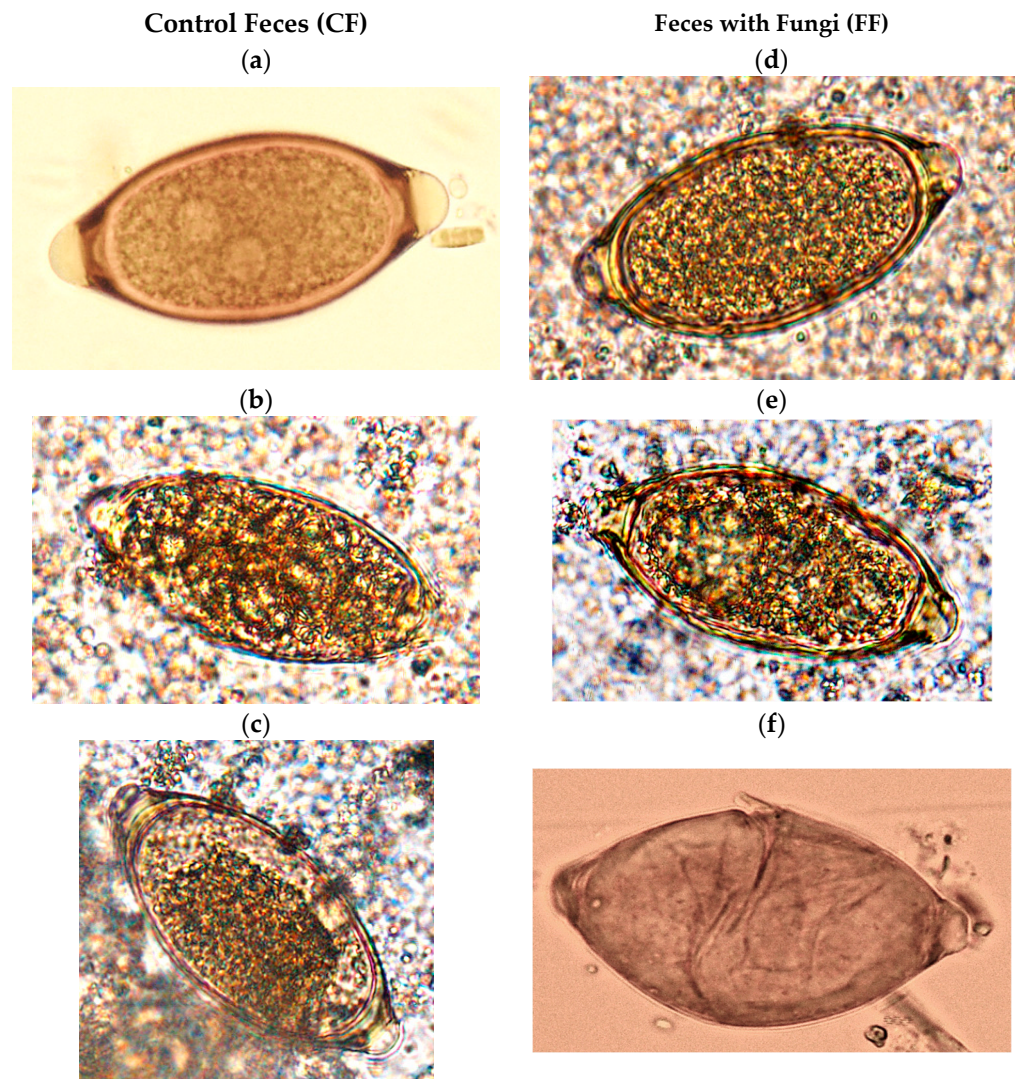 Control Feces (CF)
Feces with Fungi (FF)
(a)
(d)
(b)
(e)
(c)
(f)